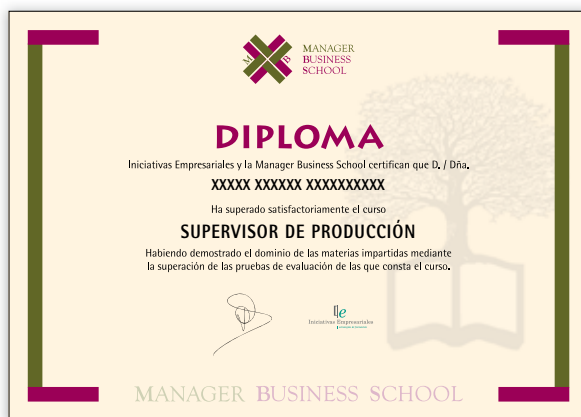 M B
MANAGER
BUSINESS
SCHOOL
DIPLOMA
Iniciativas Empresariales y la Manager Business School certifican que D. / Dña.
XXXXX XXXXXX XXXXXXXXXX
Ha superado satisfactoriamente el curso
SUPERVISOR DE PRODUCCIÓN
Habiendo demostrado el dominio de las materias impartidas mediante
la superación de las pruebas de evaluación de las que consta el curso.
Ie
Iniciativas Empresariales
MANAGER BUSINESS SCHOOL